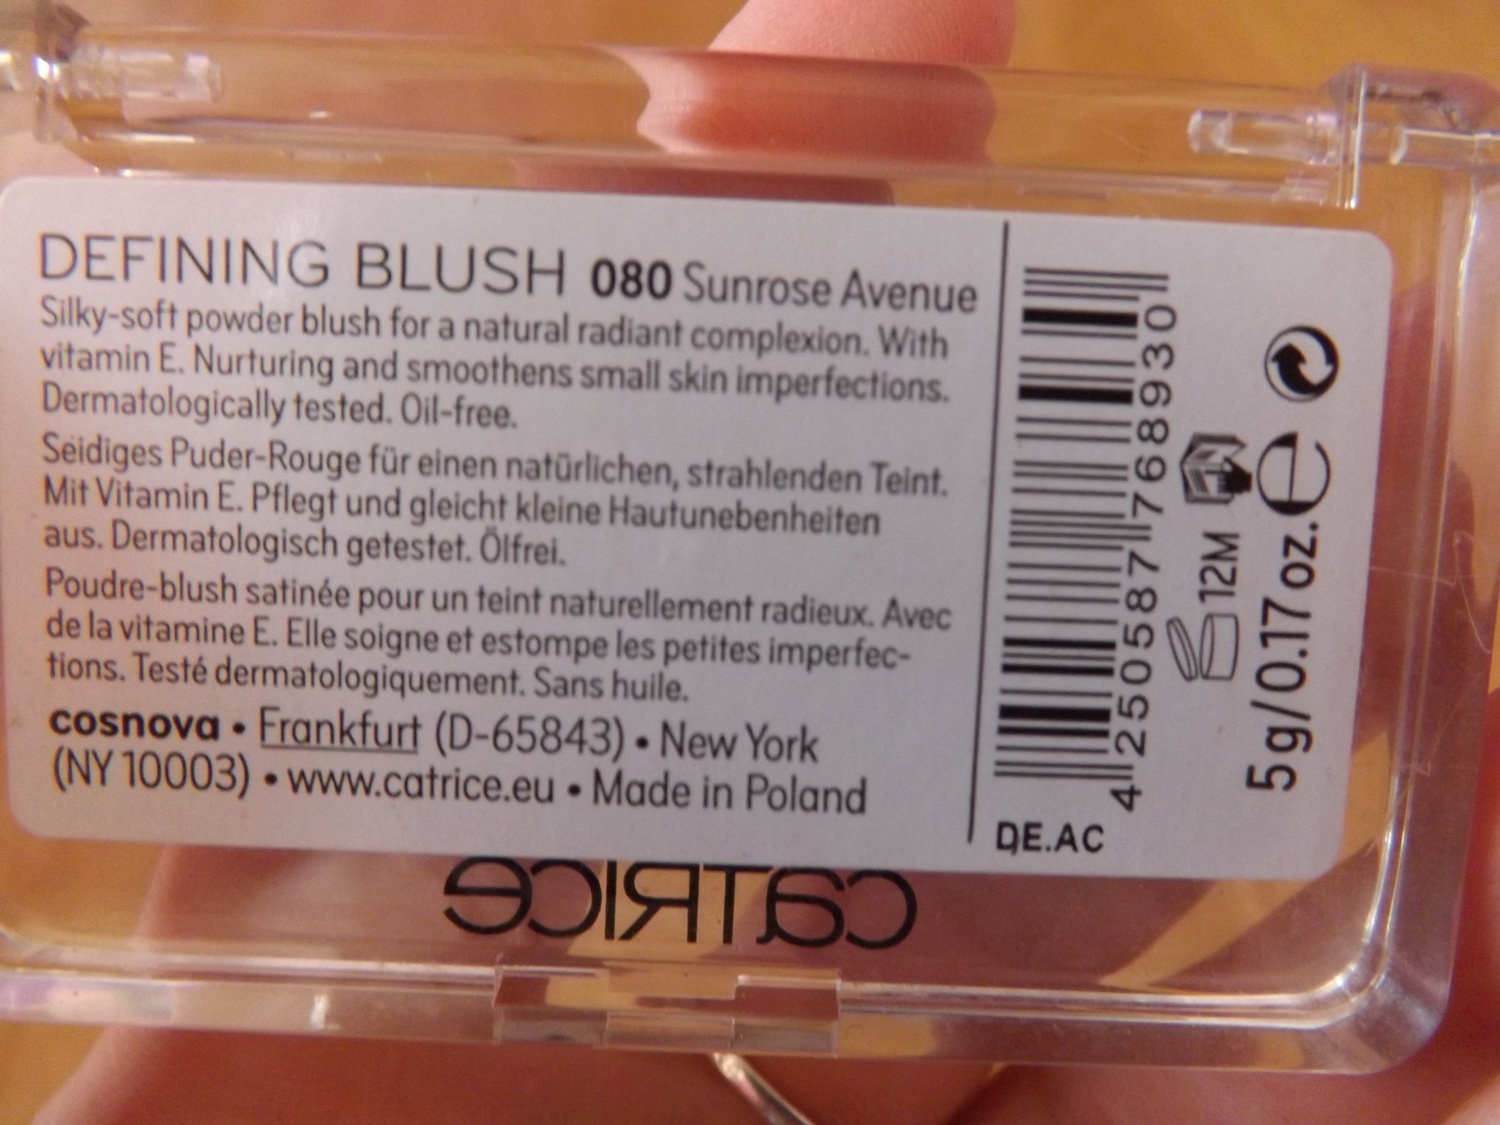 DEFINING BLUSH 080 Sunrose Avenue
Silky-soft powder blush for a natural radiant complexion. With
vitamin E. Nurturing and smoothens small skin imperfections.
Dermatologically tested. Oil-free.
Seidiges Puder-Rouge für einen natürlichen, strahlenden Teint.
Mit Vitamin E. Pflegt und gleicht kleine Hautunebenheiten
aus. Dermatologisch getestet. Ölfrei.
Poudre-blush satinée pour un teint naturellement radieux. Avec
de la vitamine E. Elle soigne et estompe les petites imperfec-
tions. Testé dermatologiquement. Sans huile.
cosnova • Frankfurt (D-65843) • New York
(NY 10003) • www.catrice.eu • Made in Poland
4 250587 768930
DE.AC
12M
5 g/0.17 oz. e
CATRICE